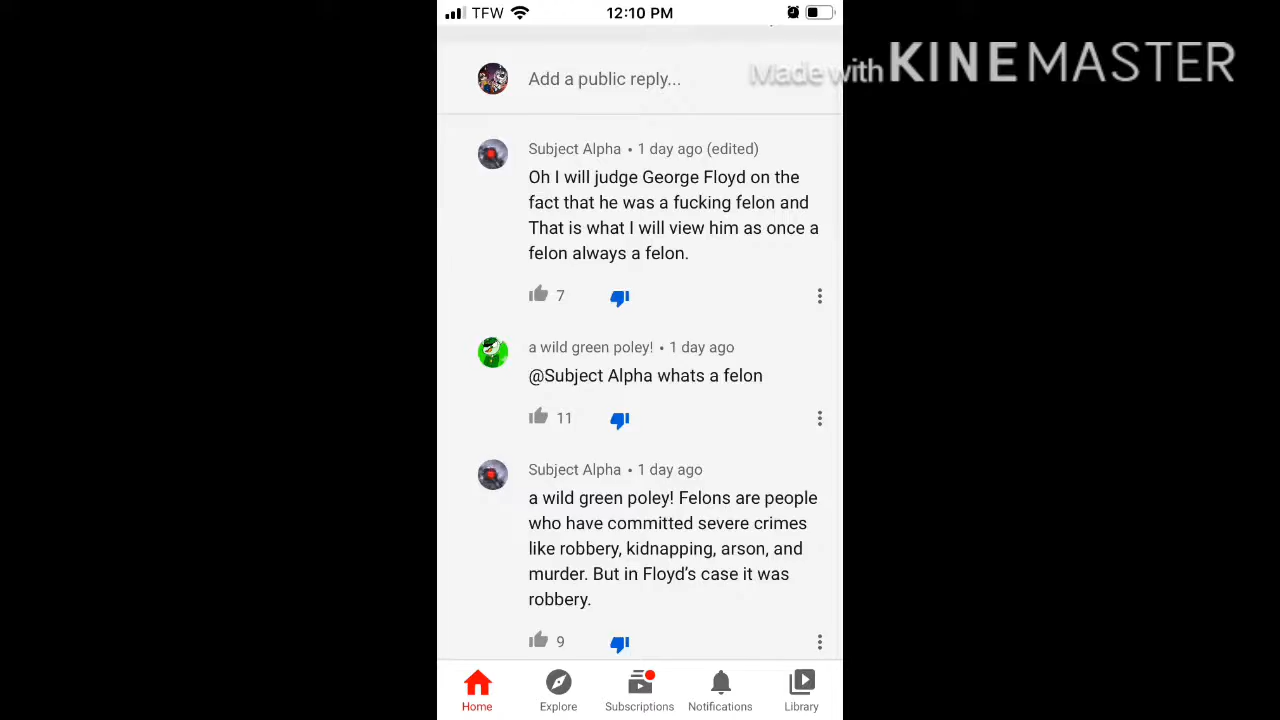 TFW
12:10 PM
Made with KINEMASTER
Add a public reply...
Subject Alpha • 1 day ago (edited)
Oh I will judge George Floyd on the
fact that he was a fucking felon and
That is what I will view him as once a
felon always a felon.
7
a wild green poley! • 1 day ago
@Subject Alpha whats a felon
11
Subject Alpha • 1 day ago
a wild green poley! Felons are people
who have committed severe crimes
like robbery, kidnapping, arson, and
murder. But in Floyd’s case it was
robbery.
9
Home
Explore
Subscriptions
Notifications
Library